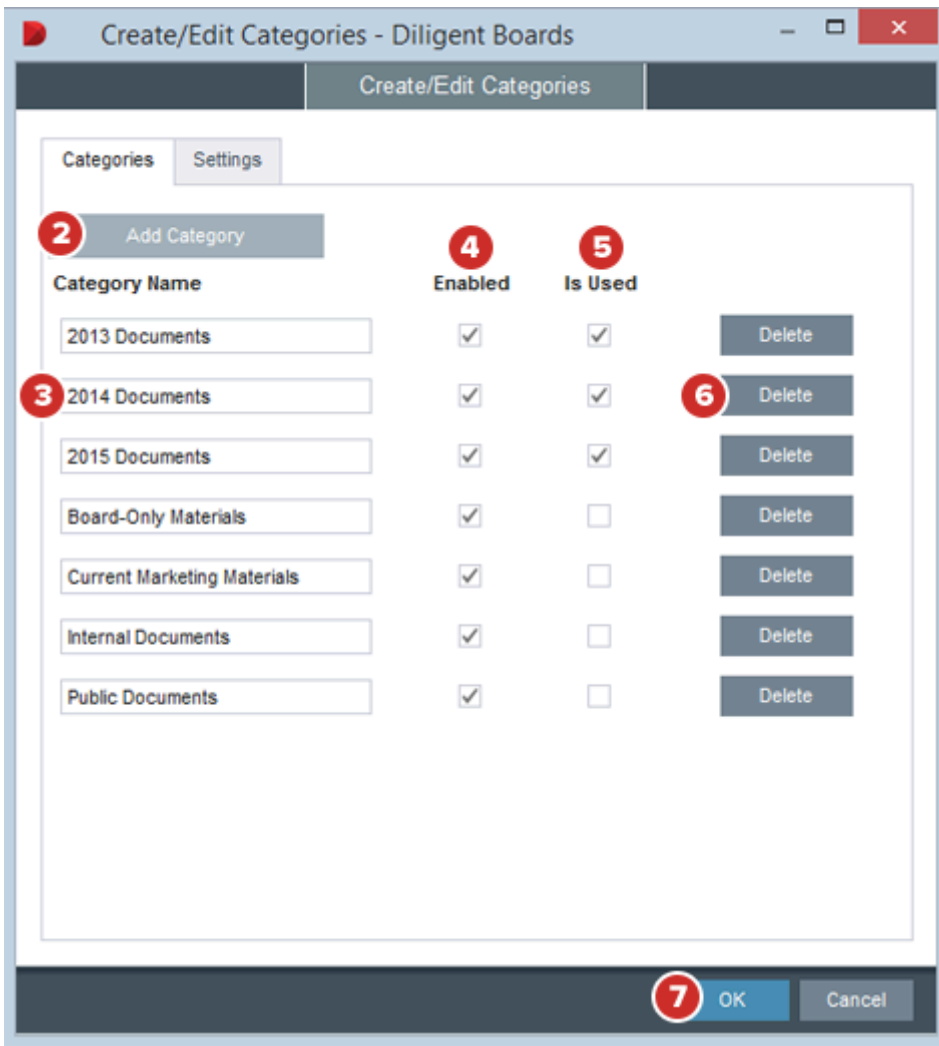 Create/Edit Categories - Diligent Boards
Create/Edit Categories
Categories Settings
2 Add Category
4 5
Category Name Enabled Is Used
2013 Documents Delete
3 2014 Documents 6 Delete
2015 Documents Delete
Board-Only Materials Delete
Current Marketing Materials Delete
Internal Documents Delete
Public Documents Delete
7 OK Cancel